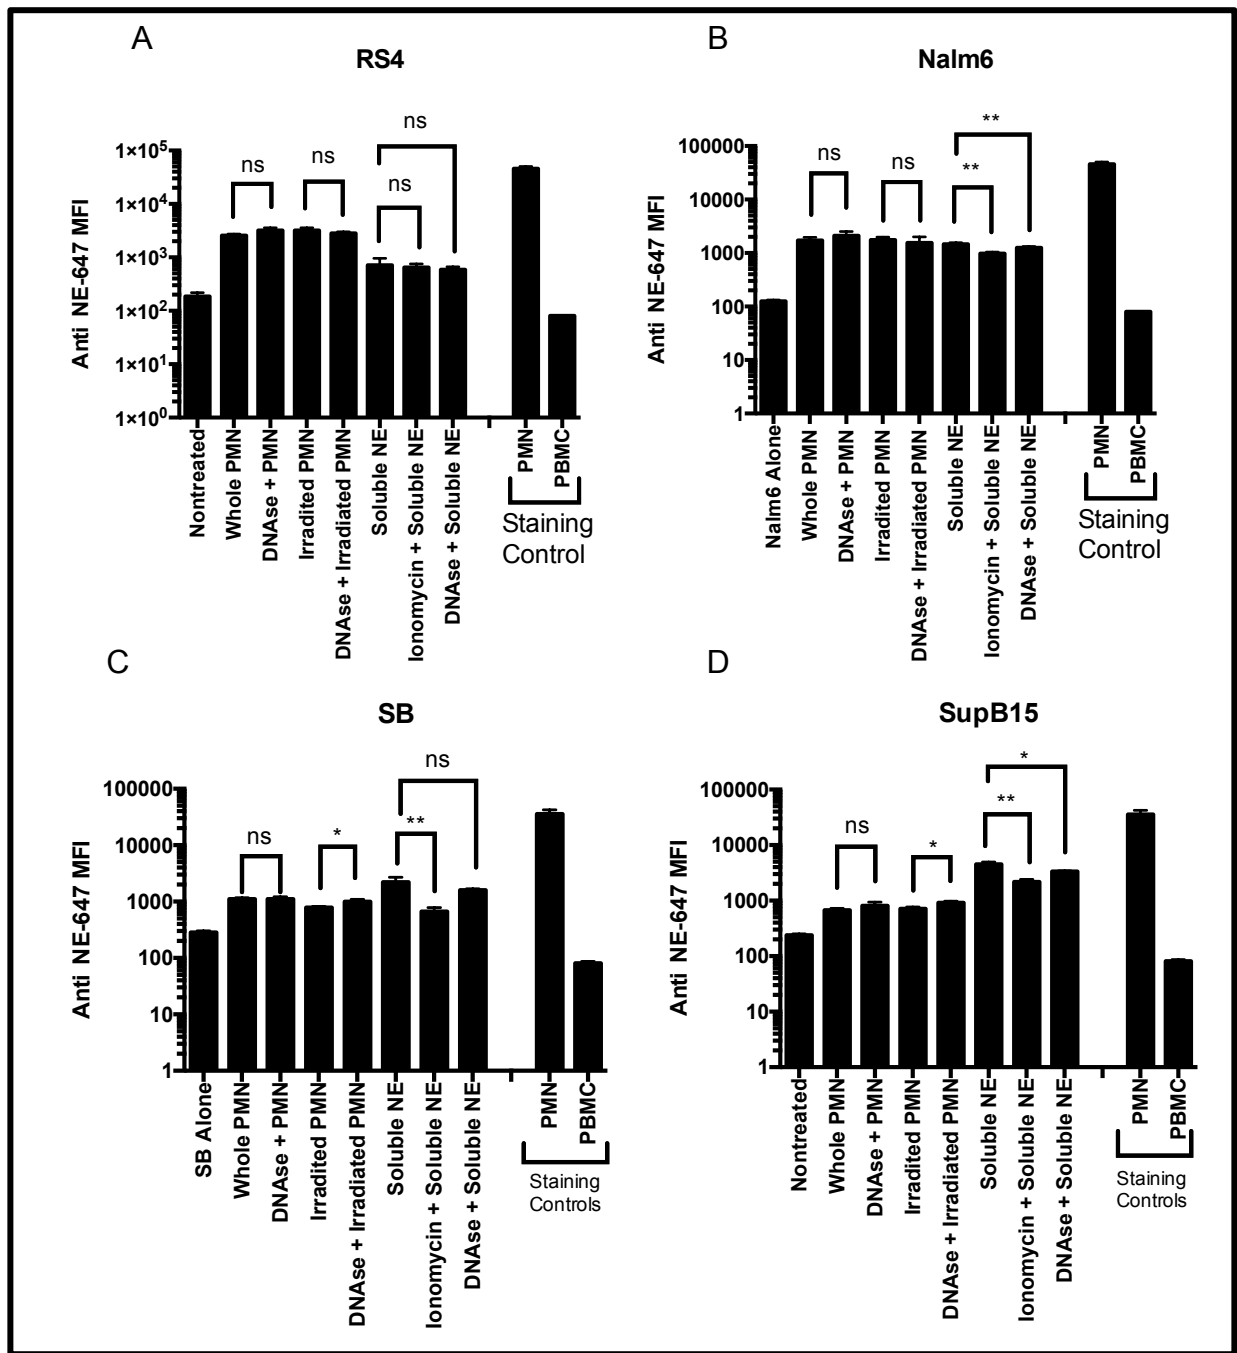 A
RS4
Anti NE-647 MFI
1×10⁵
1×10⁴
1×10³
1×10²
1×10¹
1×10⁰
ns
ns
ns
ns
Nontreated
Whole PMN
DNAse + PMN
Irradited PMN
DNAse + Irradiated PMN
Soluble NE
Ionomycin + Soluble NE
DNAse + Soluble NE
PMN
PBMC
Staining
Control
B
Nalm6
Anti NE-647 MFI
100000
10000
1000
100
10
1
ns
ns
**
**
Nalm6 Alone
Whole PMN
DNAse + PMN
Irradited PMN
DNAse + Irradiated PMN
Soluble NE
Ionomycin + Soluble NE
DNAse + Soluble NE
PMN
PBMC
Staining
Control
C
SB
Anti NE-647 MFI
100000
10000
1000
100
10
1
ns
*
**
ns
SB Alone
Whole PMN
DNAse + PMN
Irradited PMN
DNAse + Irradiated PMN
Soluble NE
Ionomycin + Soluble NE
DNAse + Soluble NE
PMN
PBMC
Staining
Controls
D
SupB15
Anti NE-647 MFI
100000
10000
1000
100
10
1
ns
*
**
*
Nontreated
Whole PMN
DNAse + PMN
Irradited PMN
DNAse + Irradiated PMN
Soluble NE
Ionomycin + Soluble NE
DNAse + Soluble NE
PMN
PBMC
Staining
Controls